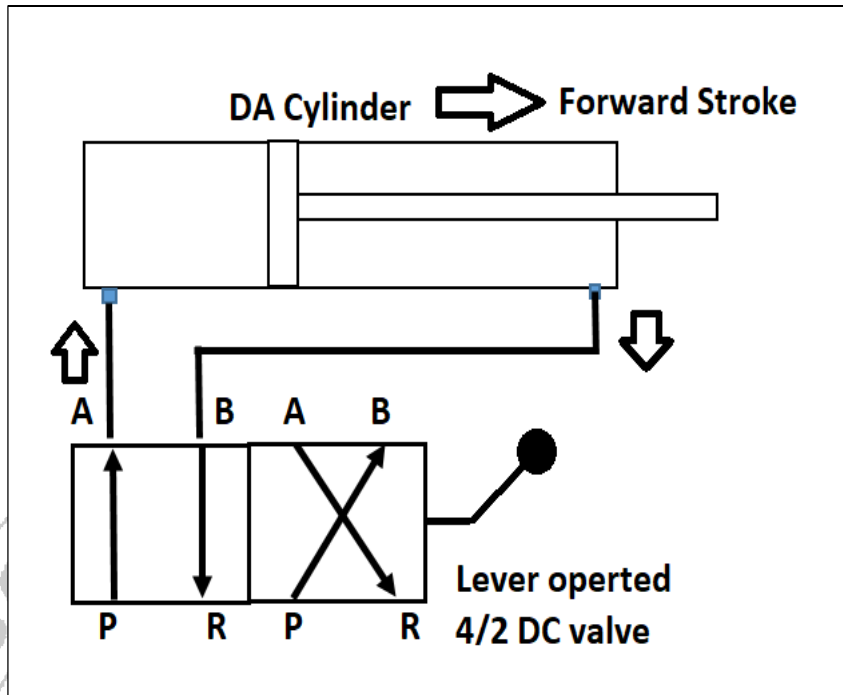 DA Cylinder Forward Stroke
A B A B
P R P R
Lever operted
4/2 DC valve